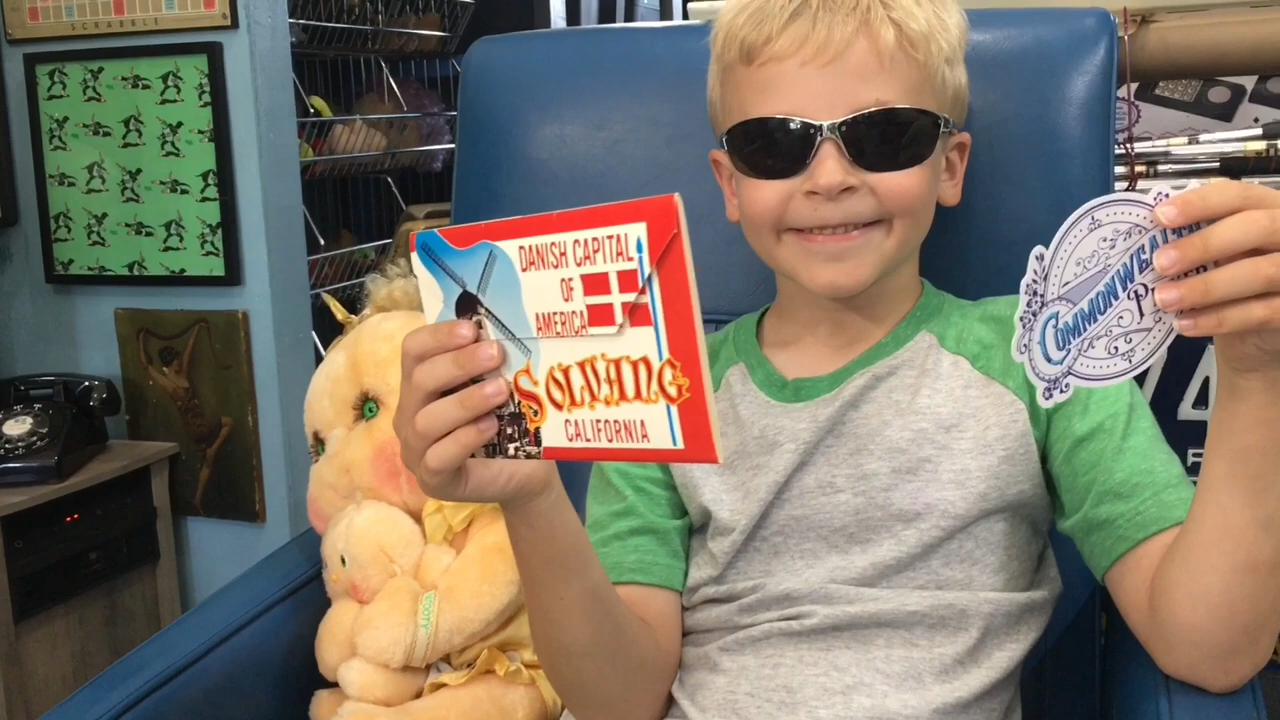 SCRABBLE
DANISH CAPITAL
OF
AMERICA
SOLVANG
CALIFORNIA
COMMONWEALTH